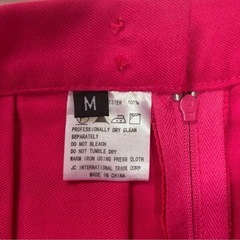 M
100%
PROFESSIONALLY DRY CLEAN
SEPARATELY
DO NOT BLEACH
DO NOT TUMBLE DRY
WARM IRON USING PRESS CLOTH
JC INTERNATIONAL TRADE CORP
MADE IN CHINA